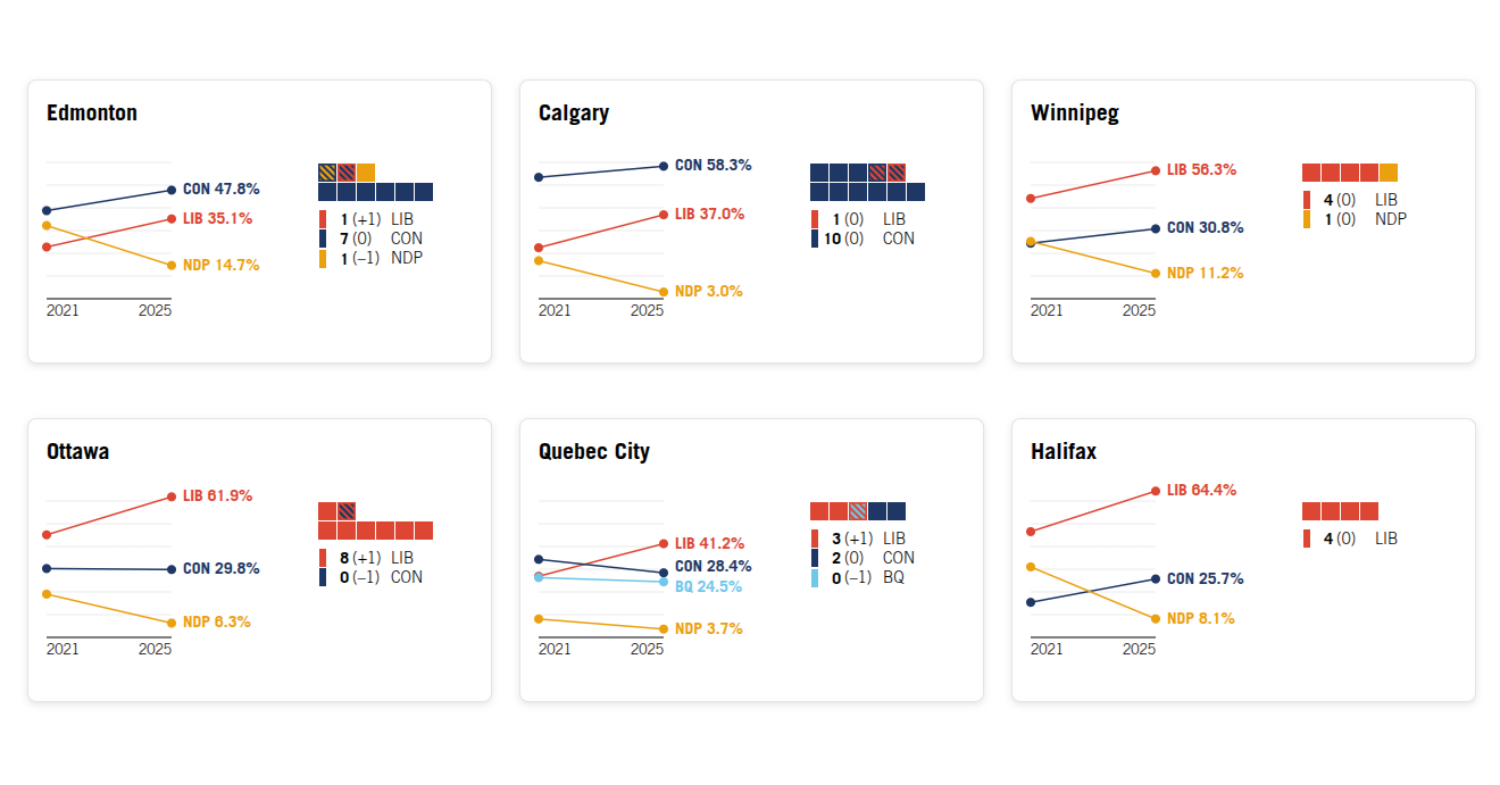 Edmonton
CON 47.8%
LIB 35.1%
NDP 14.7%
2021 2025
1 (+1) LIB
7 (0) CON
1 (–1) NDP
Calgary
CON 58.3%
LIB 37.0%
NDP 3.0%
2021 2025
1 (0) LIB
10 (0) CON
Winnipeg
LIB 56.3%
CON 30.8%
NDP 11.2%
2021 2025
4 (0) LIB
1 (0) NDP
Ottawa
LIB 61.9%
CON 29.8%
NDP 6.3%
2021 2025
8 (+1) LIB
0 (–1) CON
Quebec City
LIB 41.2%
CON 28.4%
BQ 24.5%
NDP 3.7%
2021 2025
3 (+1) LIB
2 (0) CON
0 (–1) BQ
Halifax
LIB 64.4%
CON 25.7%
NDP 8.1%
2021 2025
4 (0) LIB